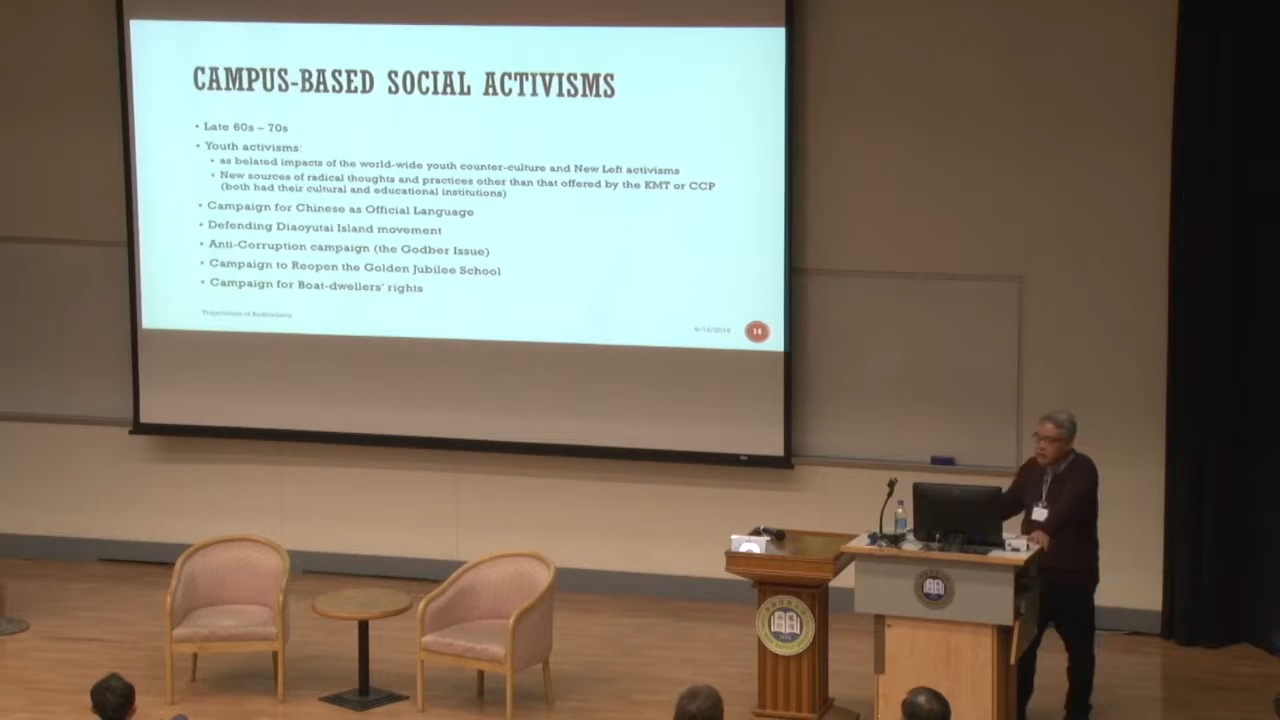 CAMPUS-BASED SOCIAL ACTIVISMS
• Late 60s – 70s
• Youth activisms:
• as belated impacts of the world-wide youth counter-culture and New Left activisms
• New sources of radical thoughts and practices other than that offered by the KMT or CCP
(both had their cultural and educational institutions)
• Campaign for Chinese as Official Language
• Defending Diaoyutai Island movement
• Anti-Corruption campaign (the Godber Issue)
• Campaign to Reopen the Golden Jubilee School
• Campaign for Boat-dwellers' rights
14